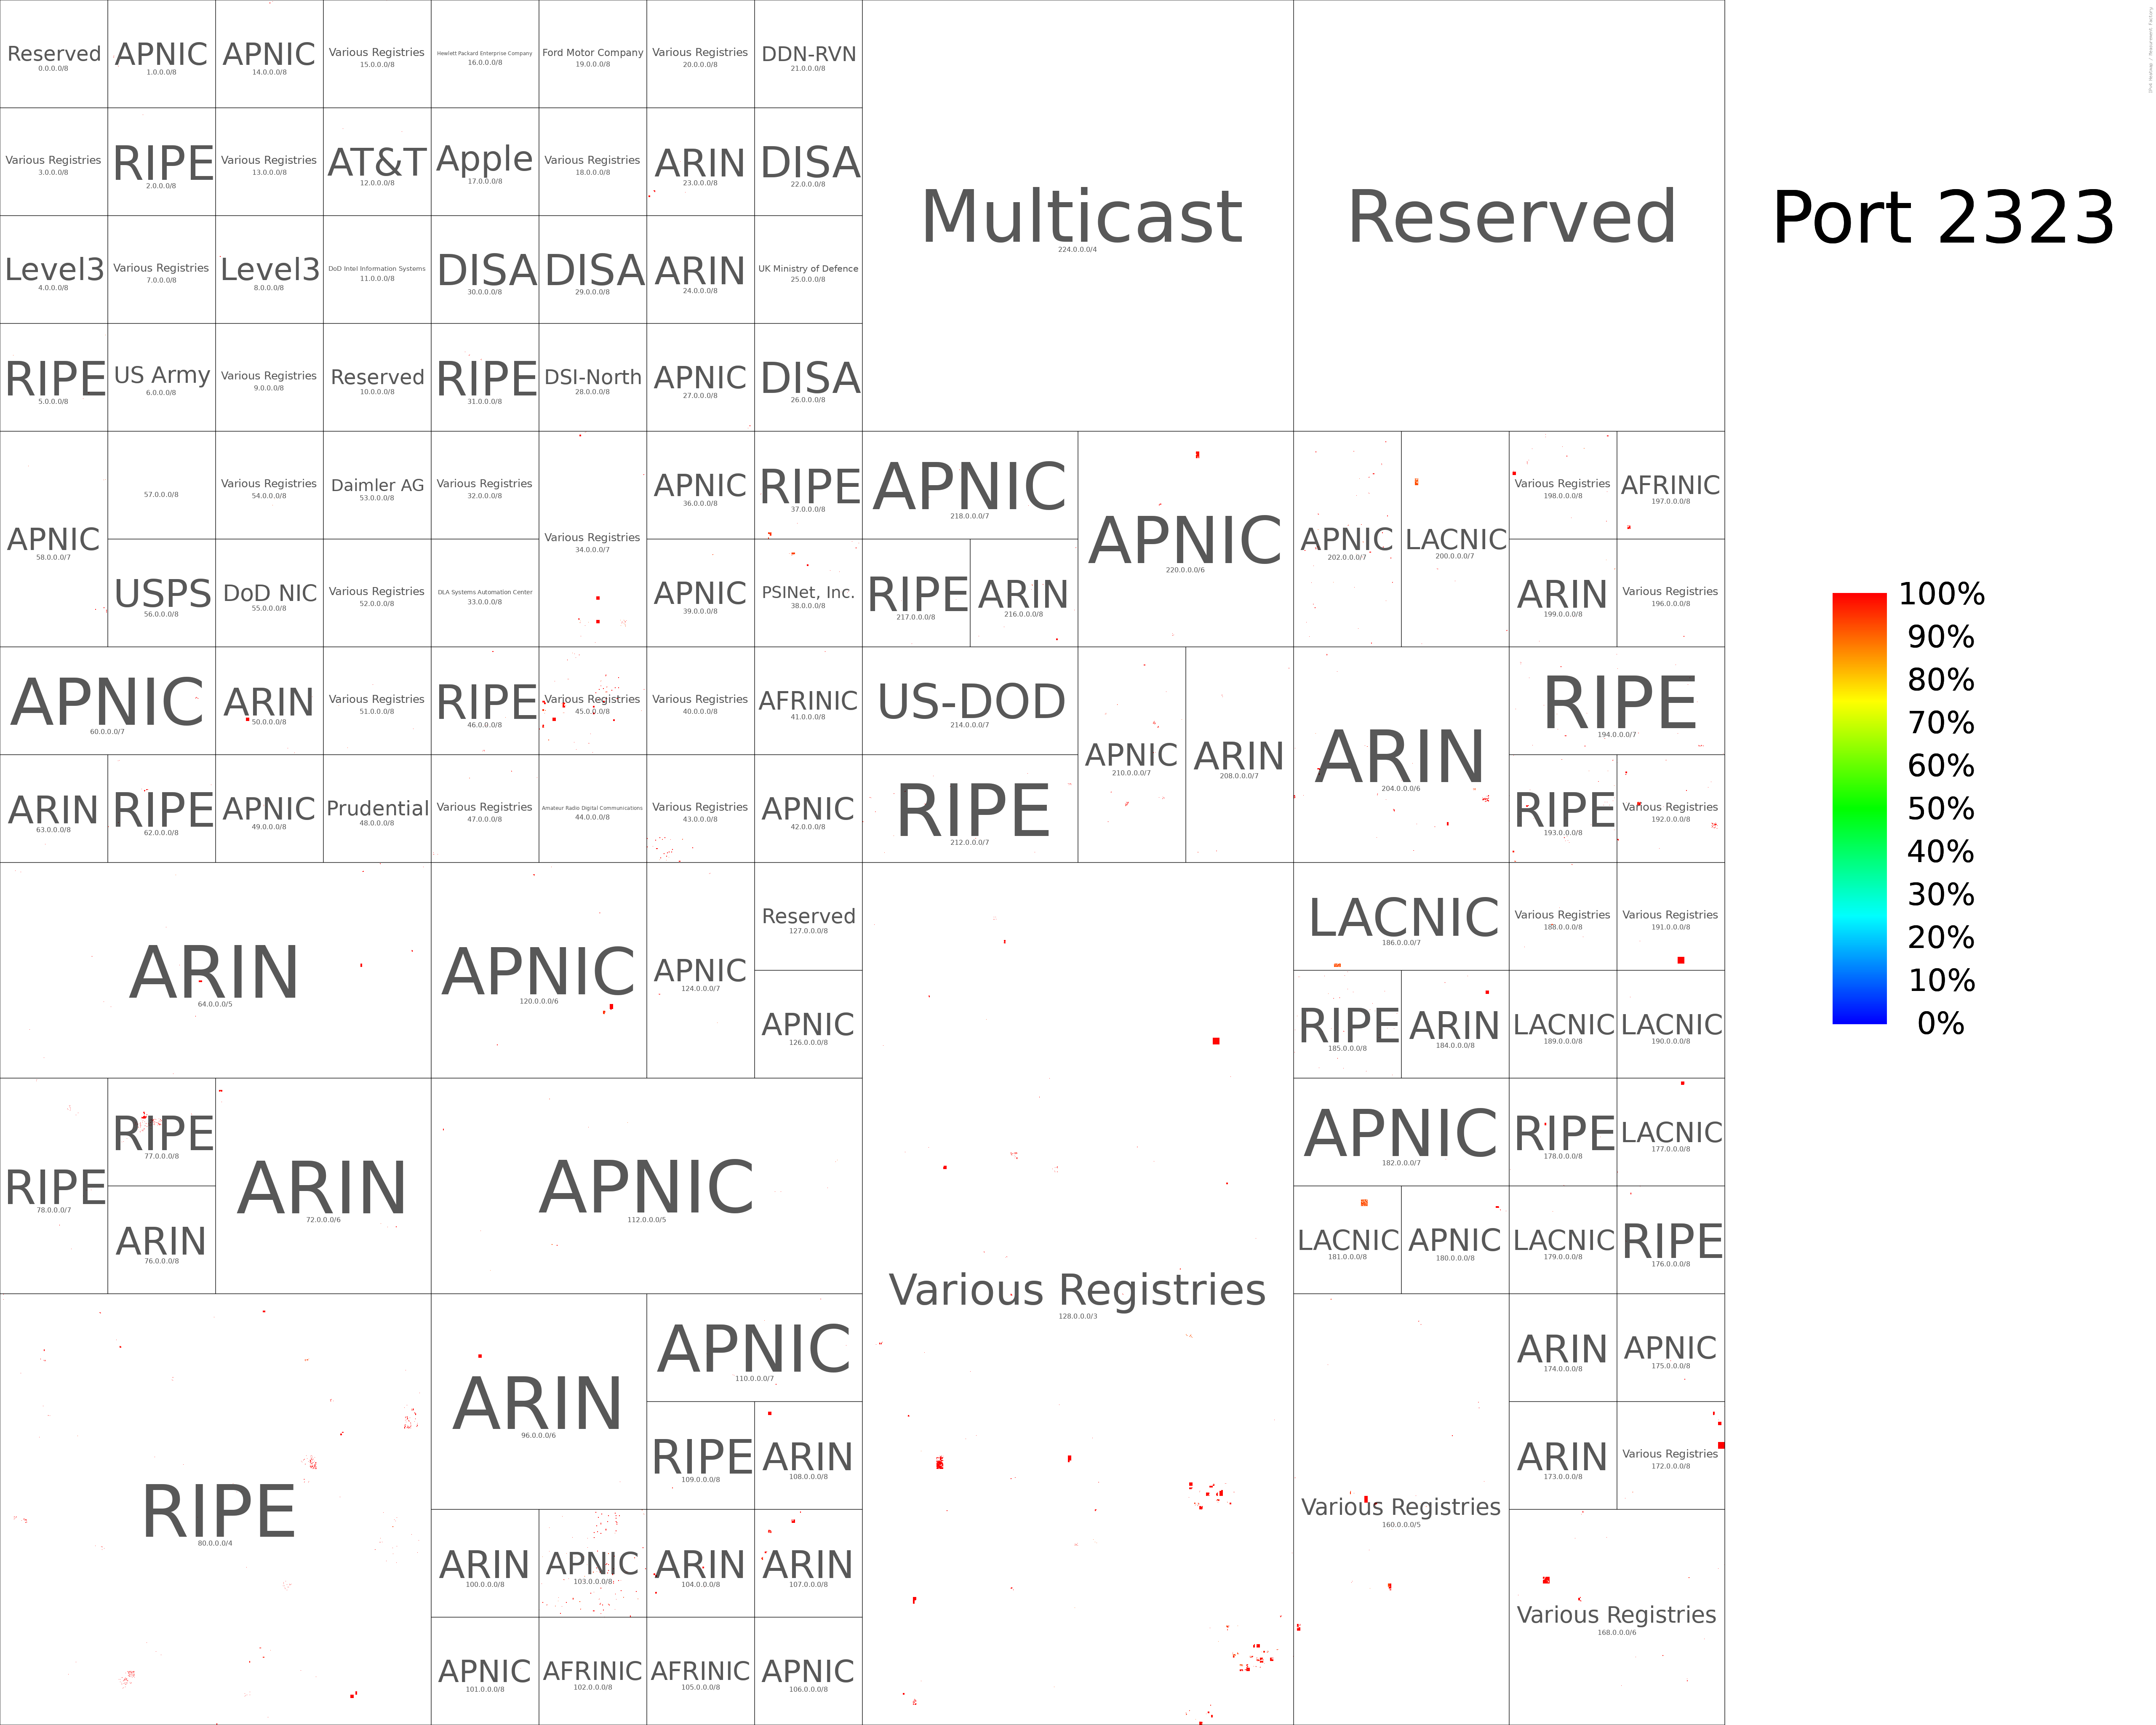 Reserved
0.0.0.0/8
APNIC
1.0.0.0/8
APNIC
14.0.0.0/8
Various Registries
15.0.0.0/8
Hewlett Packard Enterprise Company
16.0.0.0/8
Ford Motor Company
19.0.0.0/8
Various Registries
20.0.0.0/8
DDN-RVN
21.0.0.0/8
Various Registries
3.0.0.0/8
RIPE
2.0.0.0/8
Various Registries
13.0.0.0/8
AT&T
12.0.0.0/8
Apple
17.0.0.0/8
Various Registries
18.0.0.0/8
ARIN
23.0.0.0/8
DISA
22.0.0.0/8
Multicast
224.0.0.0/4
Reserved
Port 2323
Level3
4.0.0.0/8
Various Registries
7.0.0.0/8
Level3
8.0.0.0/8
DoD Intel Information Systems
11.0.0.0/8
DISA
30.0.0.0/8
DISA
29.0.0.0/8
ARIN
24.0.0.0/8
UK Ministry of Defence
25.0.0.0/8
RIPE
5.0.0.0/8
US Army
6.0.0.0/8
Various Registries
9.0.0.0/8
Reserved
10.0.0.0/8
RIPE
31.0.0.0/8
DSI-North
28.0.0.0/8
APNIC
27.0.0.0/8
DISA
26.0.0.0/8
APNIC
58.0.0.0/7
57.0.0.0/8
Various Registries
54.0.0.0/8
Daimler AG
53.0.0.0/8
Various Registries
32.0.0.0/8
Various Registries
34.0.0.0/7
APNIC
36.0.0.0/8
RIPE
37.0.0.0/8
APNIC
218.0.0.0/7
APNIC
220.0.0.0/6
APNIC
202.0.0.0/7
LACNIC
200.0.0.0/7
Various Registries
198.0.0.0/8
AFRINIC
197.0.0.0/8
USPS
56.0.0.0/8
DoD NIC
55.0.0.0/8
Various Registries
52.0.0.0/8
DLA Systems Automation Center
33.0.0.0/8
APNIC
39.0.0.0/8
PSINet, Inc.
38.0.0.0/8
RIPE
217.0.0.0/8
ARIN
216.0.0.0/8
ARIN
199.0.0.0/8
Various Registries
196.0.0.0/8
100%
90%
80%
70%
60%
50%
40%
30%
20%
10%
0%
APNIC
60.0.0.0/7
ARIN
50.0.0.0/8
Various Registries
51.0.0.0/8
RIPE
46.0.0.0/8
Various Registries
45.0.0.0/8
Various Registries
40.0.0.0/8
AFRINIC
41.0.0.0/8
US-DOD
214.0.0.0/7
APNIC
210.0.0.0/7
ARIN
208.0.0.0/7
ARIN
204.0.0.0/6
RIPE
194.0.0.0/7
ARIN
63.0.0.0/8
RIPE
62.0.0.0/8
APNIC
49.0.0.0/8
Prudential
48.0.0.0/8
Various Registries
47.0.0.0/8
Amateur Radio Digital Communications
44.0.0.0/8
Various Registries
43.0.0.0/8
APNIC
42.0.0.0/8
RIPE
212.0.0.0/7
RIPE
193.0.0.0/8
Various Registries
192.0.0.0/8
ARIN
64.0.0.0/5
APNIC
120.0.0.0/6
APNIC
124.0.0.0/7
Reserved
127.0.0.0/8
APNIC
126.0.0.0/8
Various Registries
128.0.0.0/3
LACNIC
186.0.0.0/7
Various Registries
188.0.0.0/8
Various Registries
191.0.0.0/8
RIPE
185.0.0.0/8
ARIN
184.0.0.0/8
LACNIC
189.0.0.0/8
LACNIC
190.0.0.0/8
RIPE
78.0.0.0/7
RIPE
77.0.0.0/8
ARIN
76.0.0.0/8
ARIN
72.0.0.0/6
APNIC
112.0.0.0/5
APNIC
182.0.0.0/7
RIPE
178.0.0.0/8
LACNIC
177.0.0.0/8
LACNIC
181.0.0.0/8
APNIC
180.0.0.0/8
LACNIC
179.0.0.0/8
RIPE
176.0.0.0/8
RIPE
80.0.0.0/4
ARIN
96.0.0.0/6
APNIC
110.0.0.0/7
RIPE
109.0.0.0/8
ARIN
108.0.0.0/8
Various Registries
160.0.0.0/5
ARIN
174.0.0.0/8
APNIC
175.0.0.0/8
ARIN
173.0.0.0/8
Various Registries
172.0.0.0/8
ARIN
100.0.0.0/8
APNIC
103.0.0.0/8
ARIN
104.0.0.0/8
ARIN
107.0.0.0/8
Various Registries
168.0.0.0/6
APNIC
101.0.0.0/8
AFRINIC
102.0.0.0/8
AFRINIC
105.0.0.0/8
APNIC
106.0.0.0/8